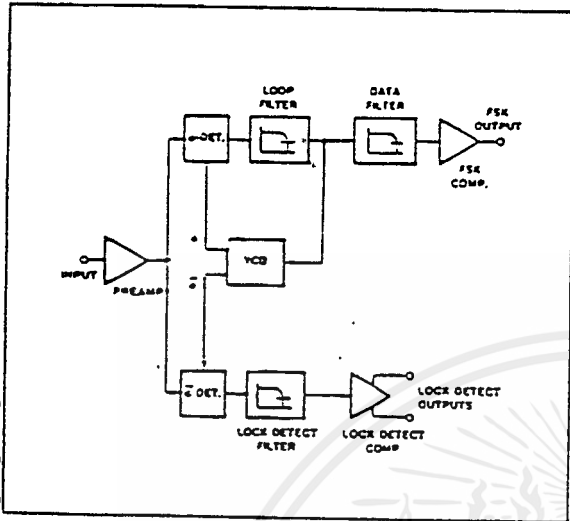 LOOP
FILTER
DATA
FILTER
FSK
OUTPUT
DET.
FSK
COMP.
VCO
INPUT
PREAMP
DET.
LOCK DETECT
FILTER
LOCK DETECT
COMP
LOCK DETECT
OUTPUTS